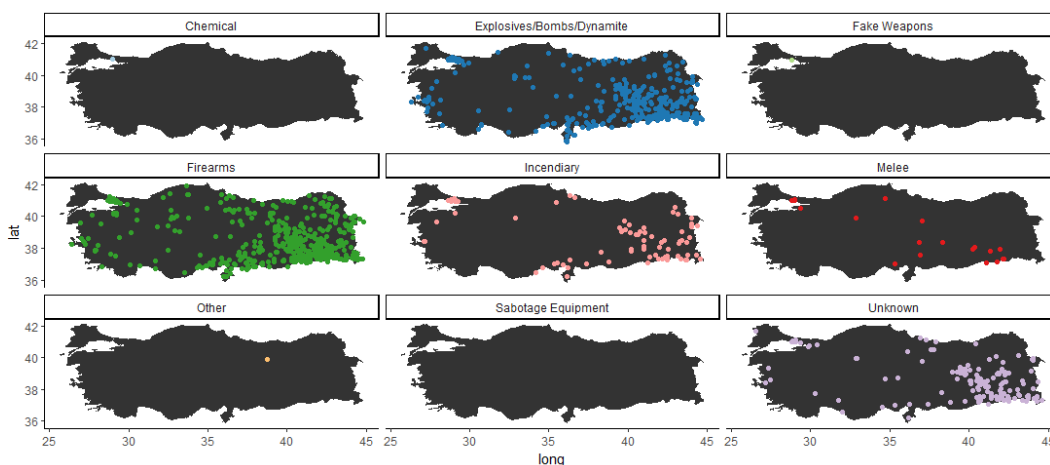 Chemical Explosives/Bombs/Dynamite Fake Weapons
42
40
38
36
Firearms Incendiary Melee
42
40
38
36
lat
Other Sabotage Equipment Unknown
42
40
38
36
25 30 35 40 45 25 30 35 40 45 25 30 35 40 45
long